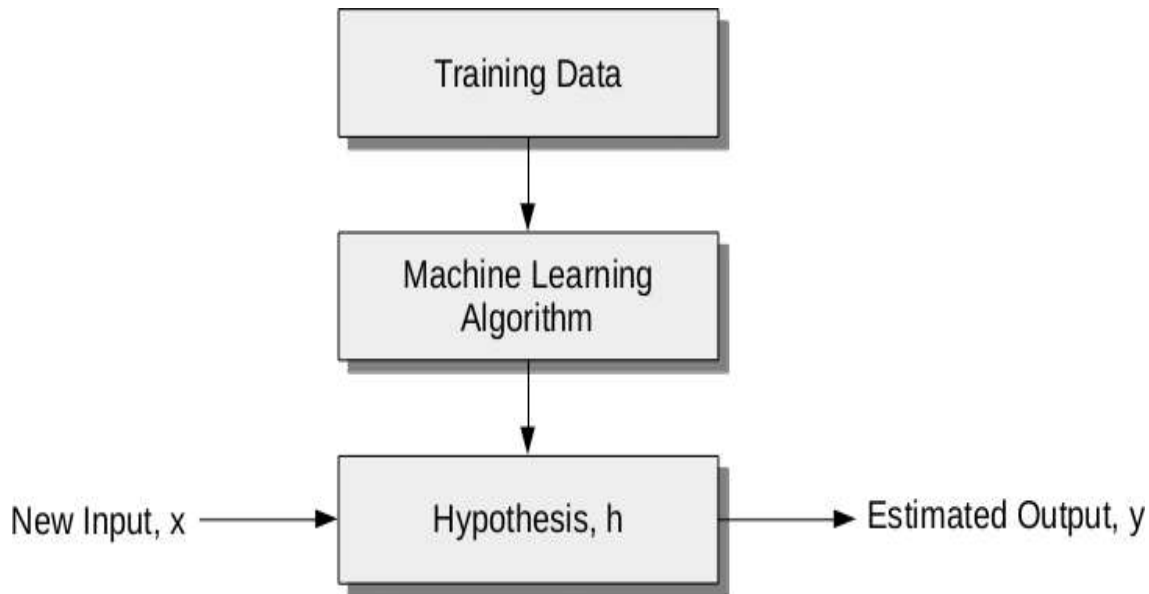 Training Data
Machine Learning
Algorithm
New Input, x
Hypothesis, h
Estimated Output, y